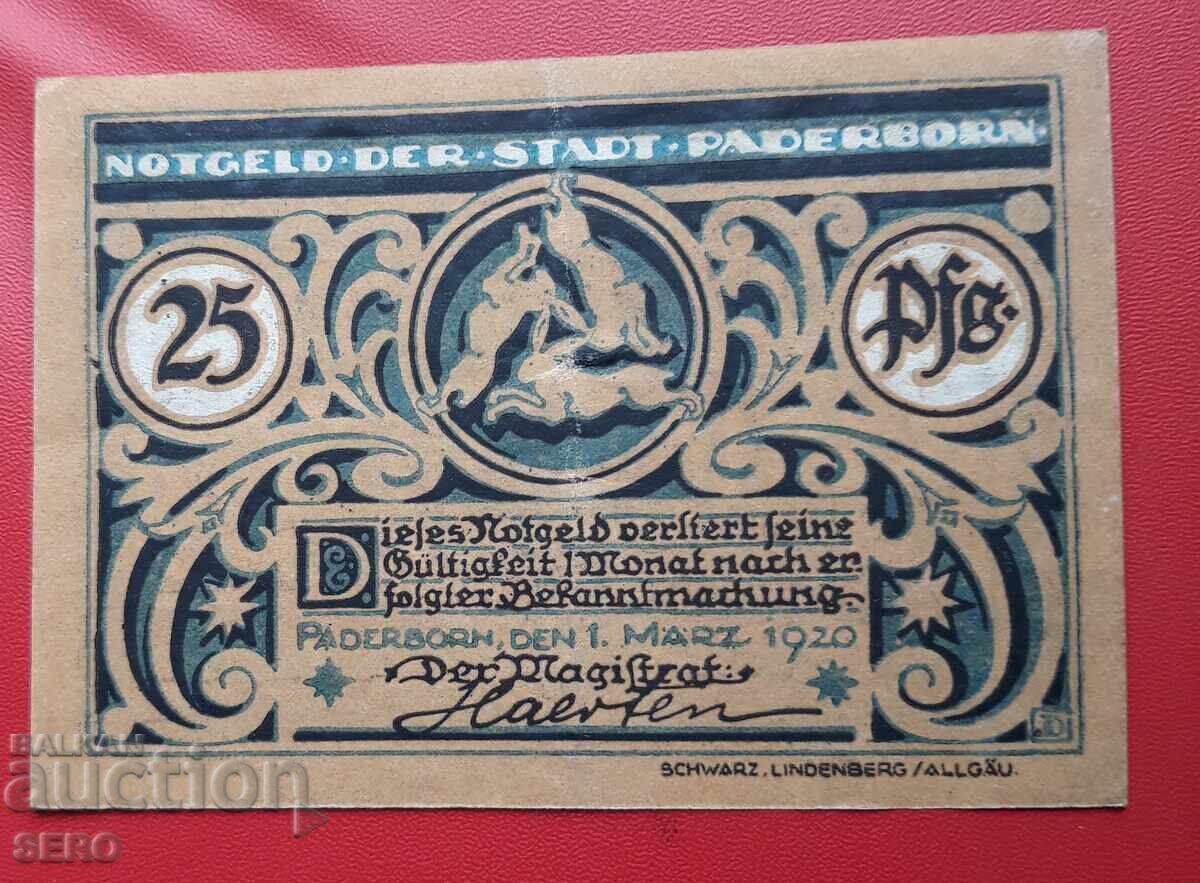 NOTGELD·DER·STADT·PADERBORN·
25
Pfg.
Dieses Notgeld verliert seine
Gültigkeit 1 Monat nach er-
folgter Bekanntmachung.
PADERBORN, DEN 1. MÄRZ 1920
Der Magistrat:
Haerten
SCHWARZ, LINDENBERG/ALLGÄU.
BALKAN
auction
SERO